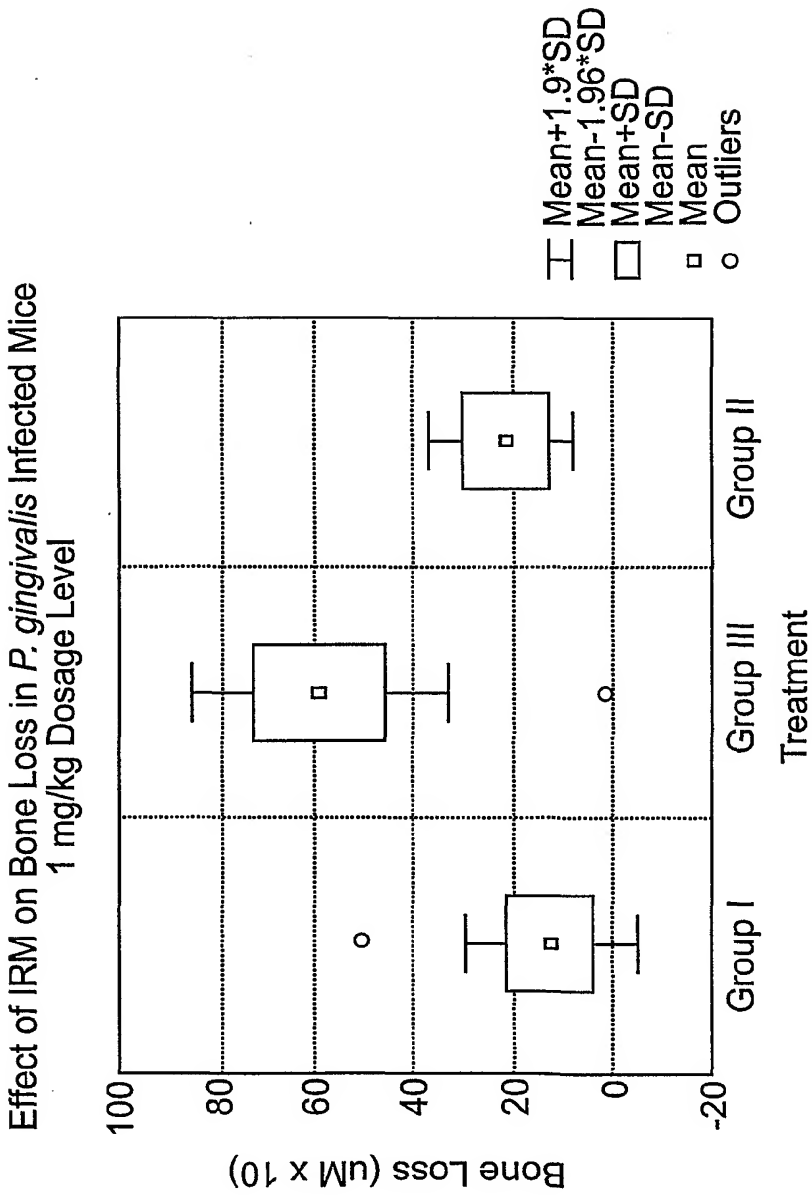 Effect of IRM on Bone Loss in P. gingivalis Infected Mice
1 mg/kg Dosage Level
Bone Loss (uM x 10)
100
80
60
40
20
0
-20
Group I
Group III
Group II
Treatment
Mean+1.9*SD
Mean-1.96*SD
Mean+SD
Mean-SD
Mean
Outliers